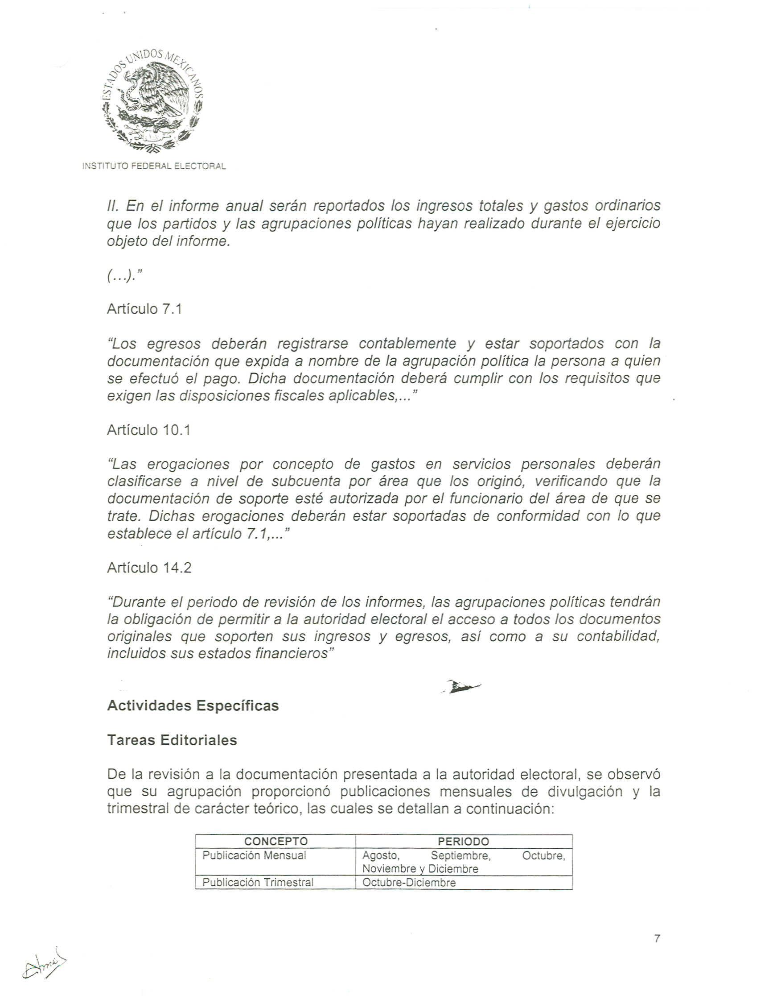 ESTADOS UNIDOS MEXICANOS
INSTITUTO FEDERAL ELECTORAL
II. En el informe anual serán reportados los ingresos totales y gastos ordinarios
que los partidos y las agrupaciones políticas hayan realizado durante el ejercicio
objeto del informe.
(...)."
Artículo 7.1
“Los egresos deberán registrarse contablemente y estar soportados con la
documentación que expida a nombre de la agrupación política la persona a quien
se efectuó el pago. Dicha documentación deberá cumplir con los requisitos que
exigen las disposiciones fiscales aplicables,...”
Artículo 10.1
“Las erogaciones por concepto de gastos en servicios personales deberán
clasificarse a nivel de subcuenta por área que los originó, verificando que la
documentación de soporte esté autorizada por el funcionario del área de que se
trate. Dichas erogaciones deberán estar soportadas de conformidad con lo que
establece el artículo 7.1,...”
Artículo 14.2
“Durante el periodo de revisión de los informes, las agrupaciones políticas tendrán
la obligación de permitir a la autoridad electoral el acceso a todos los documentos
originales que soporten sus ingresos y egresos, así como a su contabilidad,
incluidos sus estados financieros”
Actividades Específicas
Tareas Editoriales
De la revisión a la documentación presentada a la autoridad electoral, se observó
que su agrupación proporcionó publicaciones mensuales de divulgación y la
trimestral de carácter teórico, las cuales se detallan a continuación:
CONCEPTO PERIODO
Publicación Mensual Agosto, Septiembre, Octubre,
Noviembre y Diciembre
Publicación Trimestral Octubre-Diciembre
7